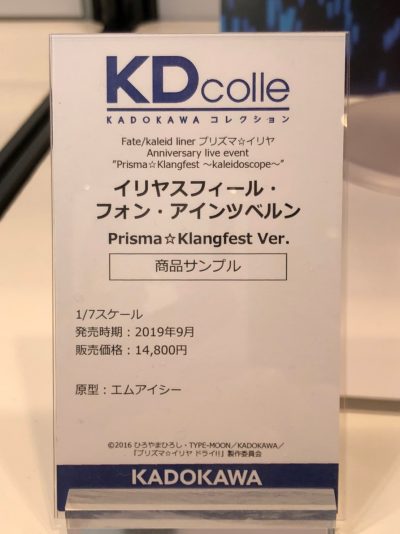 KDcolle
KADOKAWA コレクション
Fate/kaleid liner プリズマ☆イリヤ
Anniversary live event
"Prisma☆Klangfest ～kaleidoscope～"
イリヤスフィール・
フォン・アインツベルン
Prisma☆Klangfest Ver.
商品サンプル
1/7スケール
発売時期：2019年9月
販売価格：14,800円
原型：エムアイシー
©2016 ひろやまひろし・TYPE-MOON／KADOKAWA／
「プリズマ☆イリヤ ドライ!!」製作委員会
KADOKAWA